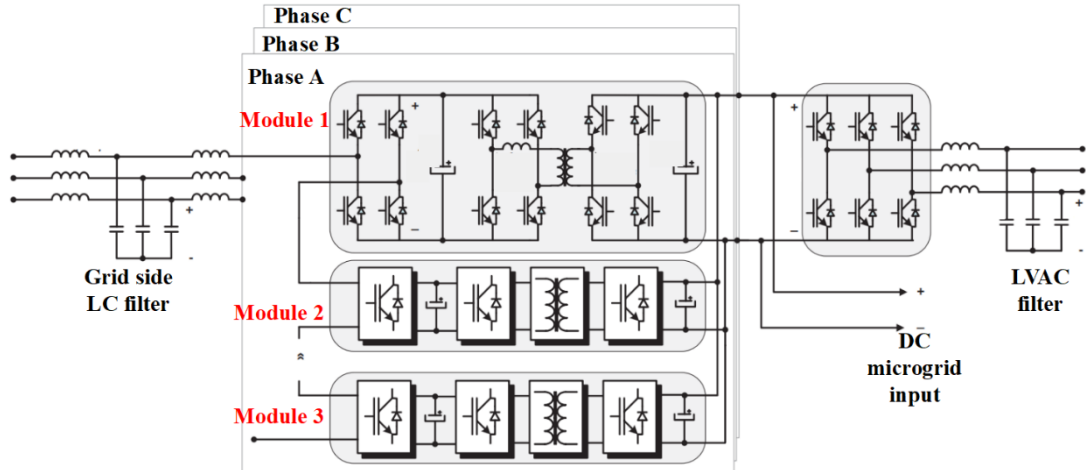 Phase C
Phase B
Phase A
Module 1
+
+
+
+
−
−
−
+
-
+
-
Grid side
LC filter
LVAC
filter
Module 2
+
+
+
−
DC
microgrid
input
Module 3
+
+